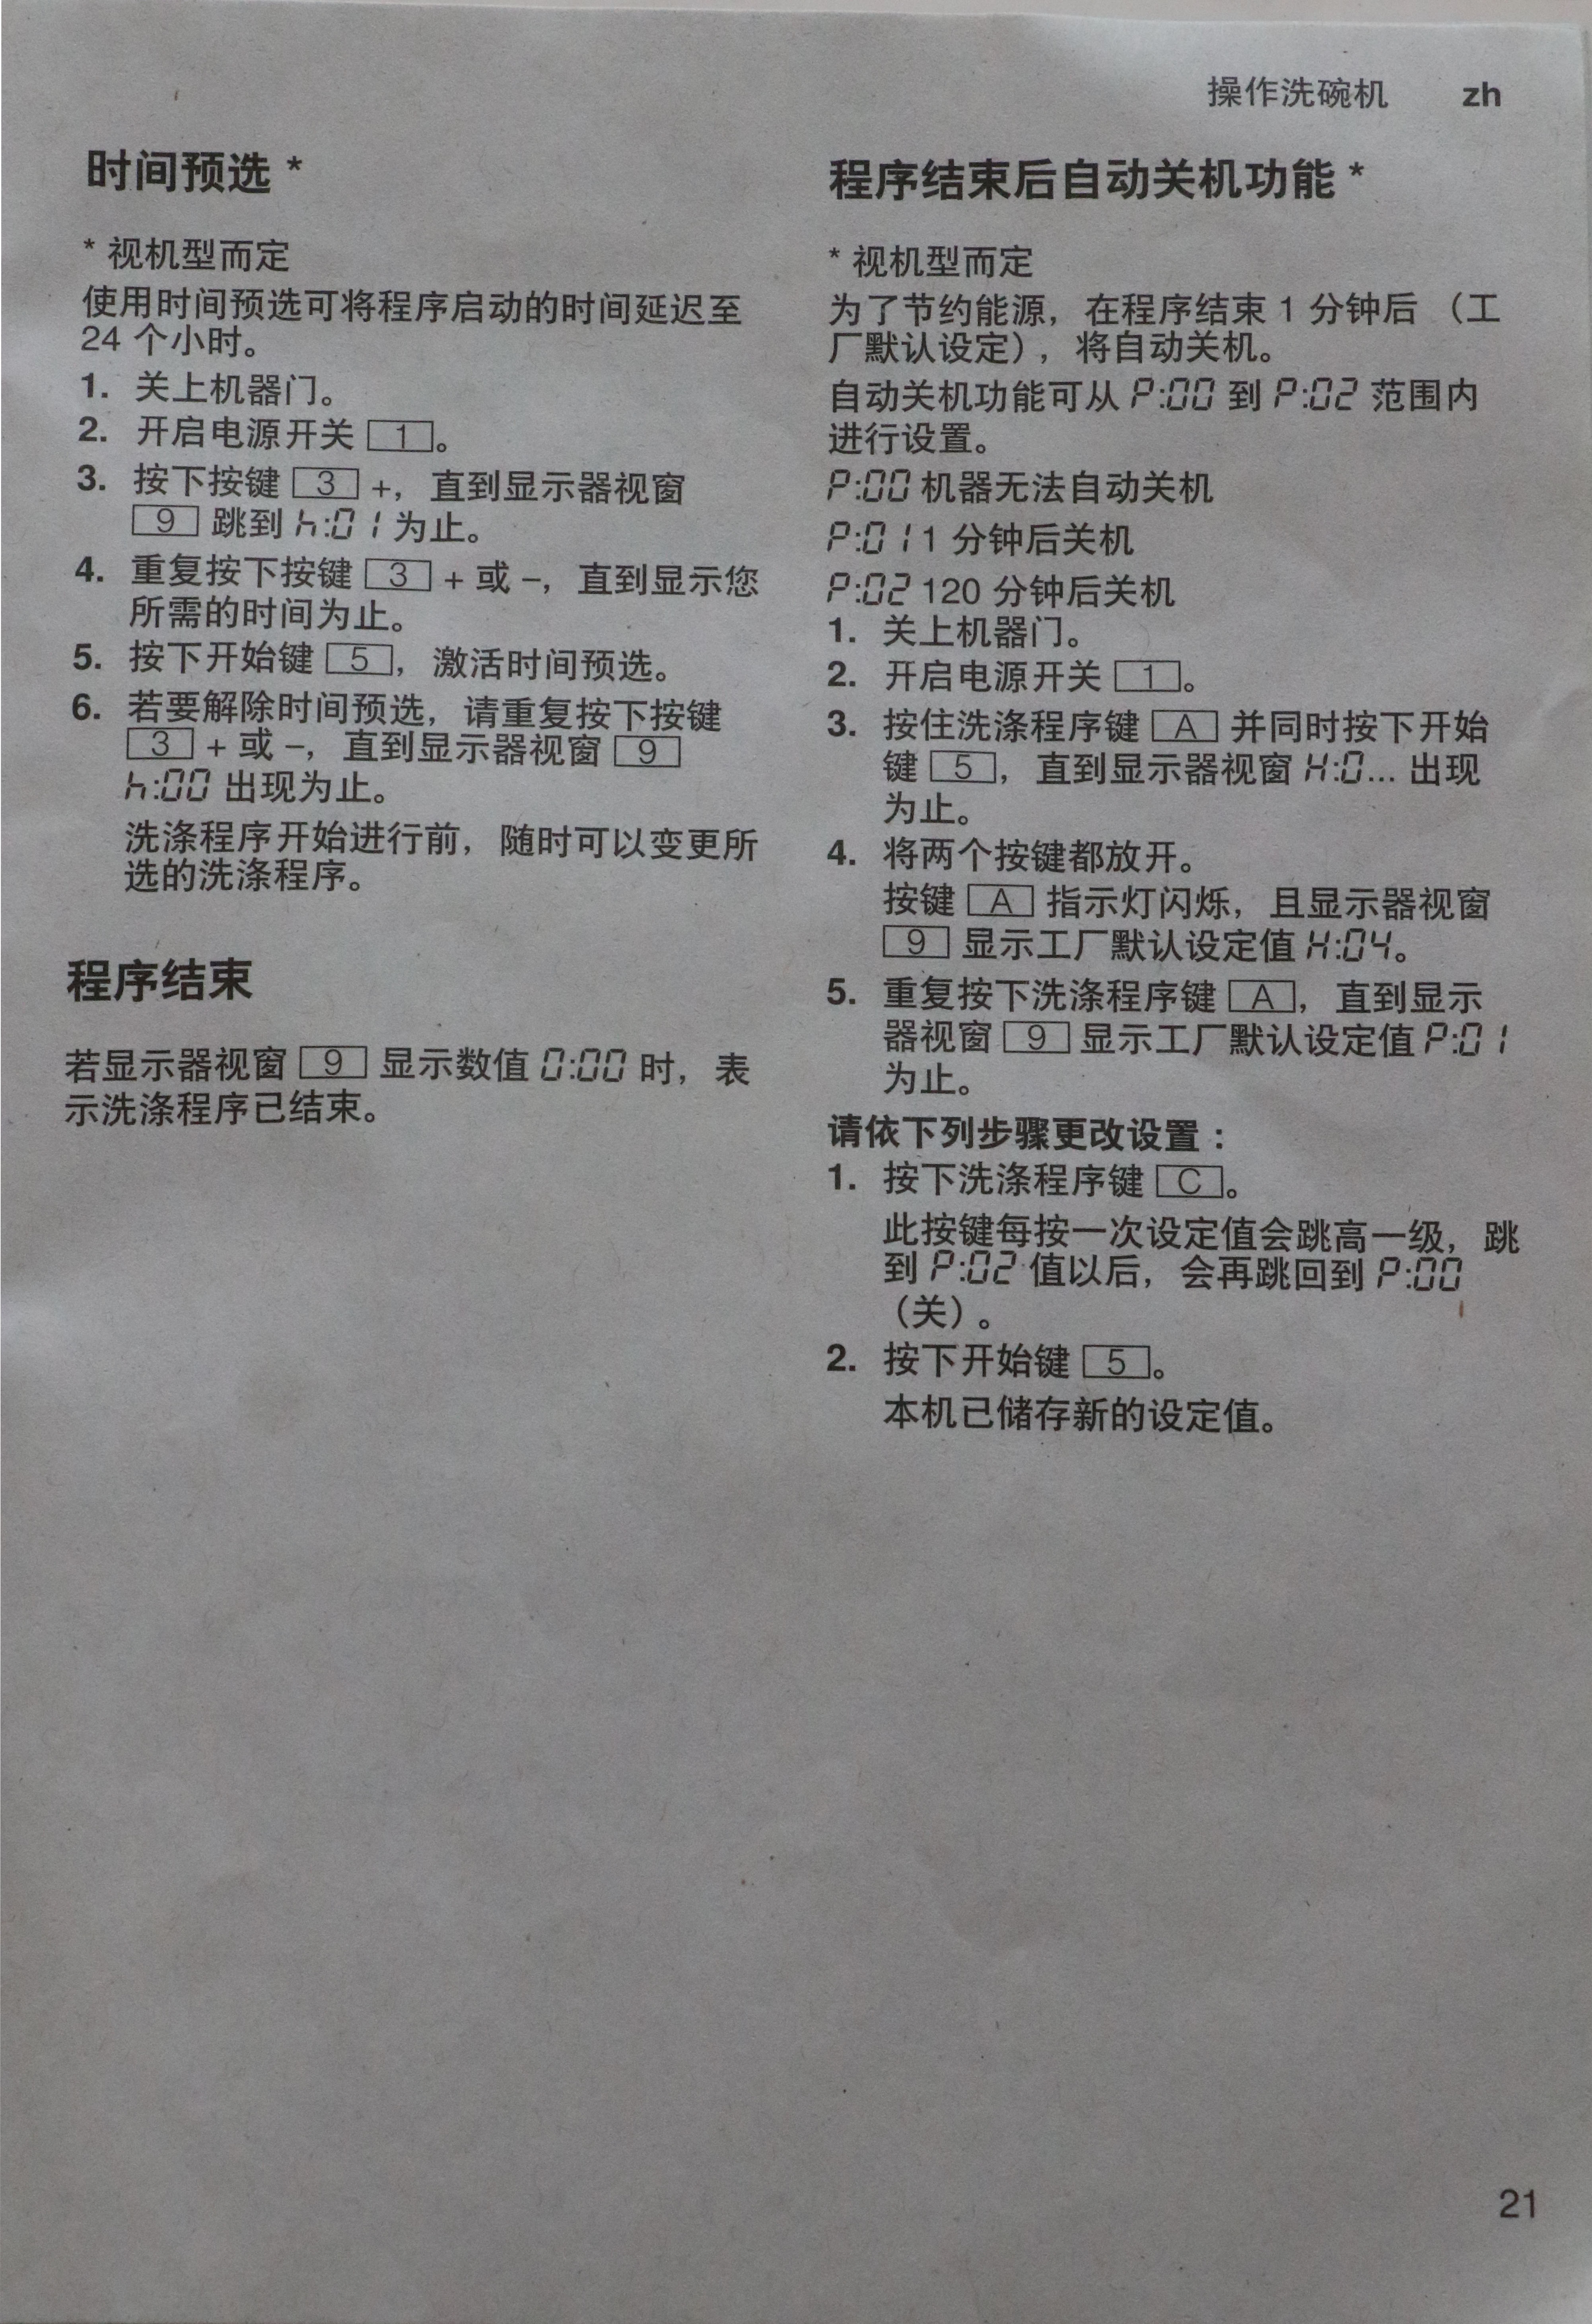 操作洗碗机 zh
时间预选 *
* 视机型而定
使用时间预选可将程序启动的时间延迟至
24 个小时。
1. 关上机器门。
2. 开启电源开关 1。
3. 按下按键 3 +，直到显示器视窗
9 跳到 h:01 为止。
4. 重复按下按键 3 + 或 –，直到显示您
所需的时间为止。
5. 按下开始键 5，激活时间预选。
6. 若要解除时间预选，请重复按下按键
3 + 或 –，直到显示器视窗 9
h:00 出现为止。
洗涤程序开始进行前，随时可以变更所
选的洗涤程序。
程序结束
若显示器视窗 9 显示数值 0:00 时，表
示洗涤程序已结束。
程序结束后自动关机功能 *
* 视机型而定
为了节约能源，在程序结束 1 分钟后（工
厂默认设定），将自动关机。
自动关机功能可从 P:00 到 P:02 范围内
进行设置。
P:00 机器无法自动关机
P:01 1 分钟后关机
P:02 120 分钟后关机
1. 关上机器门。
2. 开启电源开关 1。
3. 按住洗涤程序键 A 并同时按下开始
键 5，直到显示器视窗 H:0... 出现
为止。
4. 将两个按键都放开。
按键 A 指示灯闪烁，且显示器视窗
9 显示工厂默认设定值 H:04。
5. 重复按下洗涤程序键 A，直到显示
器视窗 9 显示工厂默认设定值 P:01
为止。
请依下列步骤更改设置：
1. 按下洗涤程序键 C。
此按键每按一次设定值会跳高一级，跳
到 P:02 值以后，会再跳回到 P:00
（关）。
2. 按下开始键 5。
本机已储存新的设定值。
21